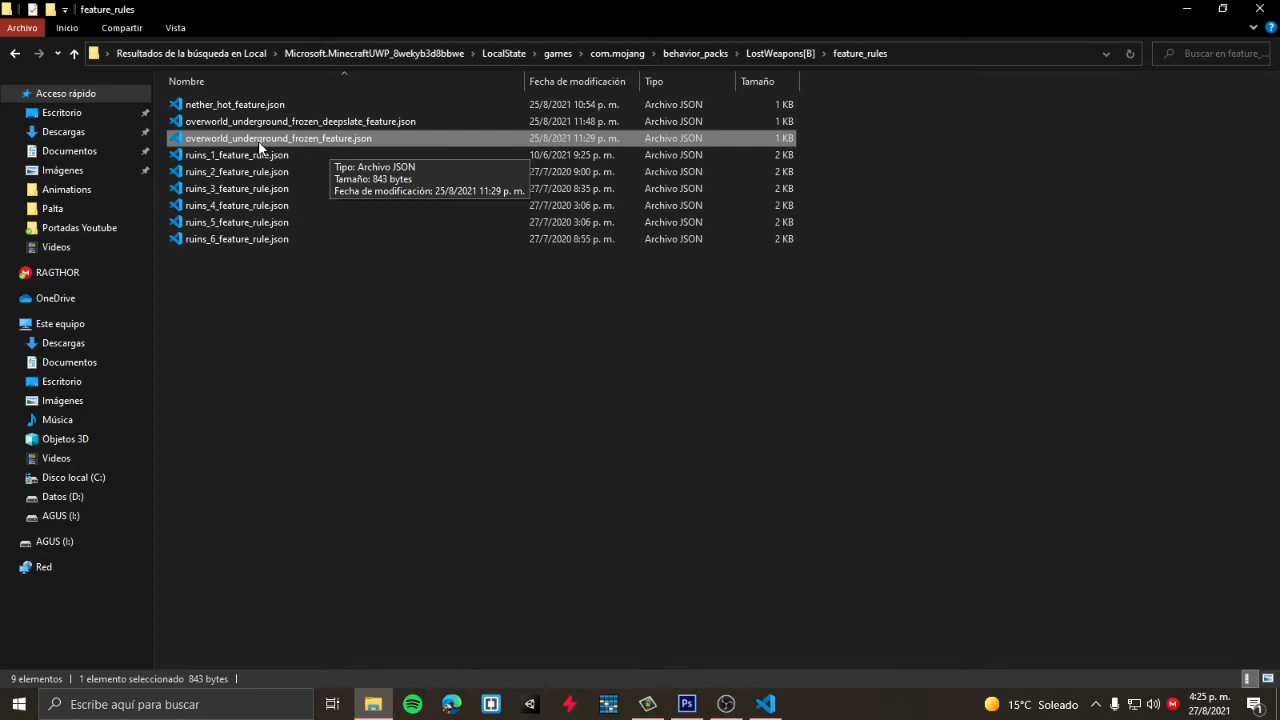 feature_rules
Archivo Inicio Compartir Vista
Resultados de la búsqueda en Local > Microsoft.MinecraftUWP_8wekyb3d8bbwe > LocalState > games > com.mojang > behavior_packs > LostWeapons[B] > feature_rules
Buscar en feature_...
Nombre Fecha de modificación Tipo Tamaño
nether_hot_feature.json 25/8/2021 10:54 p. m. Archivo JSON 1 KB
overworld_underground_frozen_deepslate_feature.json 25/8/2021 11:48 p. m. Archivo JSON 1 KB
overworld_underground_frozen_feature.json 25/8/2021 11:29 p. m. Archivo JSON 1 KB
ruins_1_feature_rule.json 10/6/2021 9:25 p. m. Archivo JSON 2 KB
ruins_2_feature_rule.json 27/7/2020 9:00 p. m. Archivo JSON 2 KB
ruins_3_feature_rule.json 27/7/2020 8:35 p. m. Archivo JSON 2 KB
ruins_4_feature_rule.json 27/7/2020 3:06 p. m. Archivo JSON 2 KB
ruins_5_feature_rule.json 27/7/2020 3:06 p. m. Archivo JSON 2 KB
ruins_6_feature_rule.json 27/7/2020 8:55 p. m. Archivo JSON 2 KB
Tipo: Archivo JSON
Tamaño: 843 bytes
Fecha de modificación: 25/8/2021 11:29 p. m.
Acceso rápido
Escritorio
Descargas
Documentos
Imágenes
Animations
Palta
Portadas Youtube
Videos
RAGTHOR
OneDrive
Este equipo
Descargas
Documentos
Escritorio
Imágenes
Música
Objetos 3D
Videos
Disco local (C:)
Datos (D:)
AGUS (I:)
AGUS (I:)
Red
9 elementos 1 elemento seleccionado 843 bytes
Escribe aquí para buscar
Ps
15°C Soleado
4:25 p. m.
27/8/2021
1